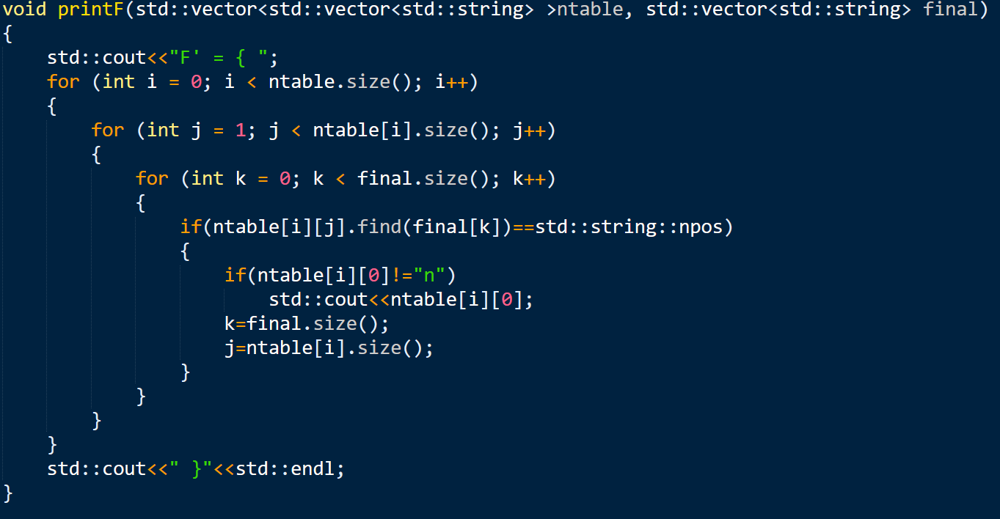 void printF(std::vector<std::vector<std::string> >ntable, std::vector<std::string> final)
{
    std::cout<<"F' = { ";
    for (int i = 0; i < ntable.size(); i++)
    {
        for (int j = 1; j < ntable[i].size(); j++)
        {
            for (int k = 0; k < final.size(); k++)
            {
                if(ntable[i][j].find(final[k])==std::string::npos)
                {
                    if(ntable[i][0]!="n")
                        std::cout<<ntable[i][0];
                    k=final.size();
                    j=ntable[i].size();
                }
            }
        }
    }
    std::cout<<" }"<<std::endl;
}